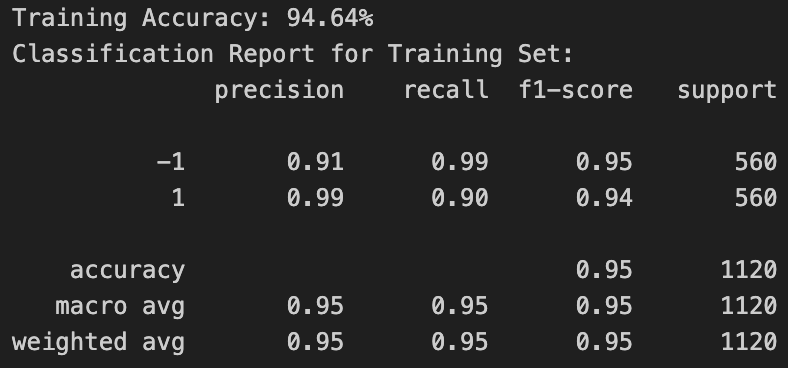 Training Accuracy: 94.64%
Classification Report for Training Set:
precision recall f1-score support
-1 0.91 0.99 0.95 560
1 0.99 0.90 0.94 560
accuracy 0.95 1120
macro avg 0.95 0.95 0.95 1120
weighted avg 0.95 0.95 0.95 1120